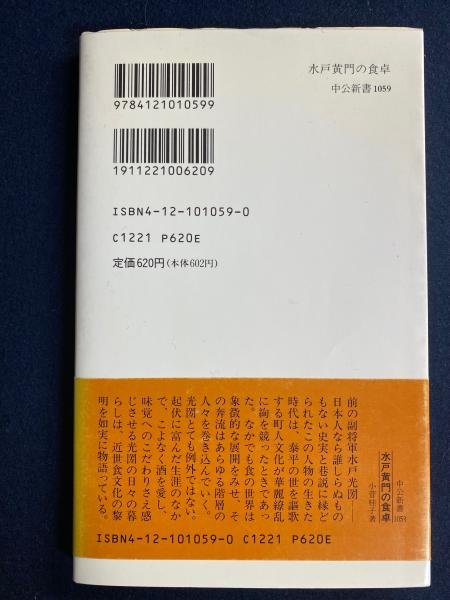 水戸黄門の食卓
中公新書 1059
9784121010599
1911221006209
ISBN4-12-101059-0
C1221 P620E
定価620円(本体602円)
前の副将軍水戸光圀――
日本人なら誰しらぬもの
もない史実と巷説に縁ど
られたこの人物の生きた
時代は、泰平の世を謳歌
する町人文化が華麗繚乱
に絢を競ったときであっ
た。なかでも食の世界は
象徴的な展開をみせ、そ
の奔流はあらゆる階層の
人々を巻き込んでいく。
光圀とても例外ではない。
起伏に富んだ生涯のなか
で、こよなく酒を愛し、
味覚へのこだわりさえ感
じさせる光圀の日々の暮
らしは、近世食文化の黎
明を如実に物語っている。
中公新書
1059
水戸黄門の食卓
小菅桂子著
ISBN4-12-101059-0 C1221 P620E